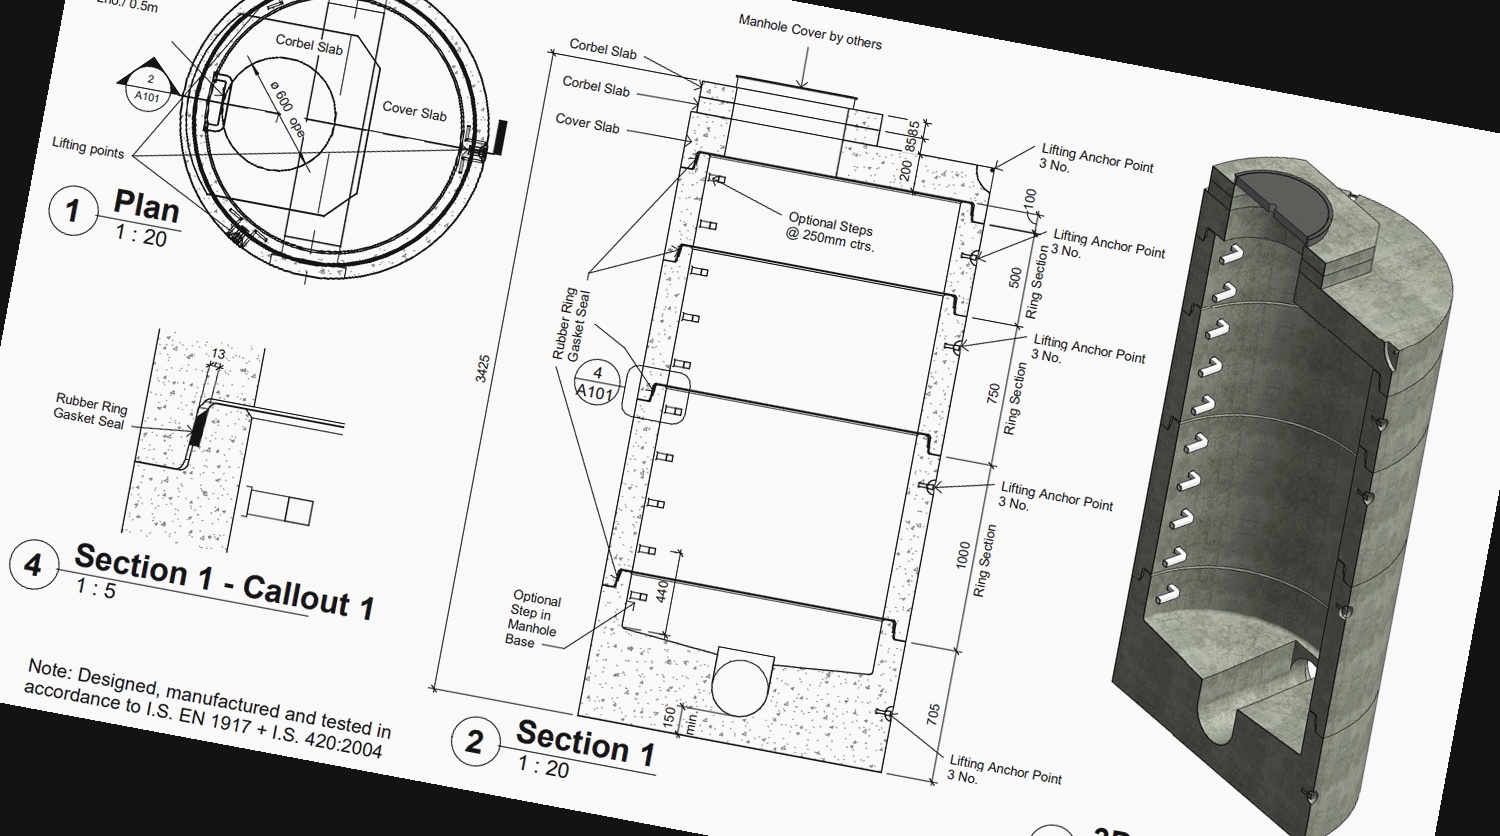 / 0.5m
Corbel Slab
2
A101
ø 600 ope
Cover Slab
Lifting points
1
Plan
1 : 20
13
Rubber Ring
Gasket Seal
4
Section 1 - Callout 1
1 : 5
Note: Designed, manufactured and tested in
accordance to I.S. EN 1917 + I.S. 420:2004
Manhole Cover by others
Corbel Slab
Corbel Slab
Cover Slab
85
85
200
Lifting Anchor Point
3 No.
100
Optional Steps
@ 250mm ctrs.
Lifting Anchor Point
3 No.
500
Ring Section
Rubber Ring
Gasket Seal
4
A101
3425
Lifting Anchor Point
3 No.
750
Ring Section
Lifting Anchor Point
3 No.
1000
Ring Section
440
Optional
Step in
Manhole
Base
150
min.
705
Lifting Anchor Point
3 No.
2
Section 1
1 : 20